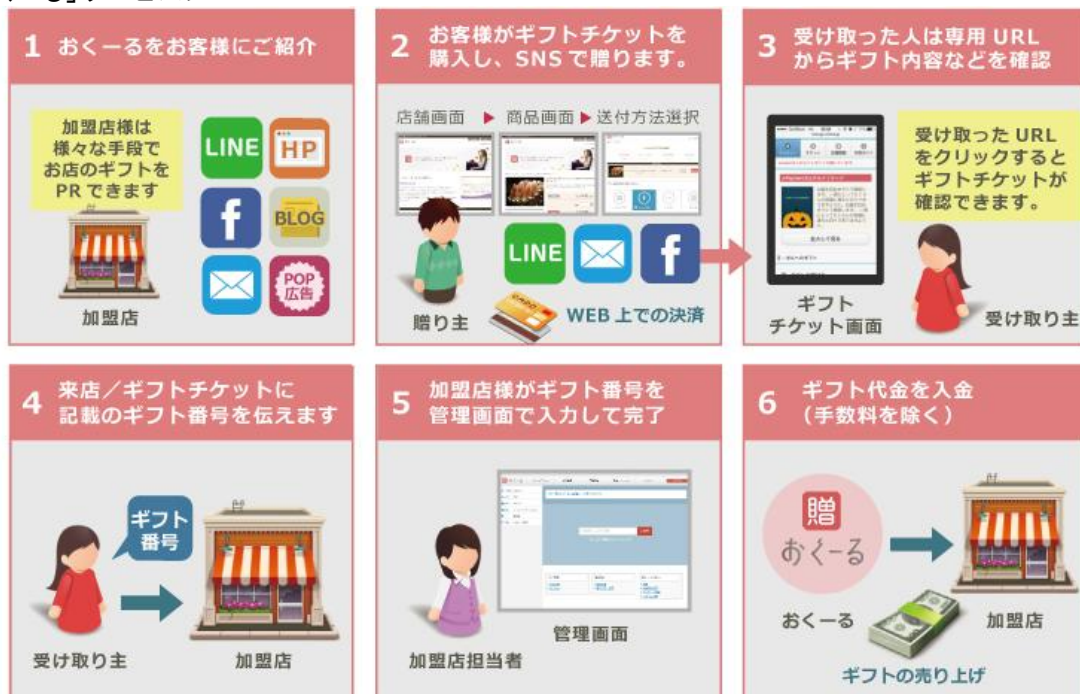 1 おくーるをお客様にご紹介
加盟店様は
様々な手段で
お店のギフトを
PRできます
LINE
HP
f
BLOG
POP
広告
加盟店
2 お客様がギフトチケットを
購入し、SNSで贈ります。
店舗画面 ▶ 商品画面 ▶ 送付方法選択
LINE
f
贈り主
WEB上での決済
3 受け取った人は専用URL
からギフト内容などを確認
受け取ったURL
をクリックすると
ギフトチケットが
確認できます。
ギフト
チケット画面
受け取り主
4 来店／ギフトチケットに
記載のギフト番号を伝えます
ギフト
番号
受け取り主
加盟店
5 加盟店様がギフト番号を
管理画面で入力して完了
管理画面
加盟店担当者
6 ギフト代金を入金
（手数料を除く）
贈
おくーる
おくーる
加盟店
ギフトの売り上げ